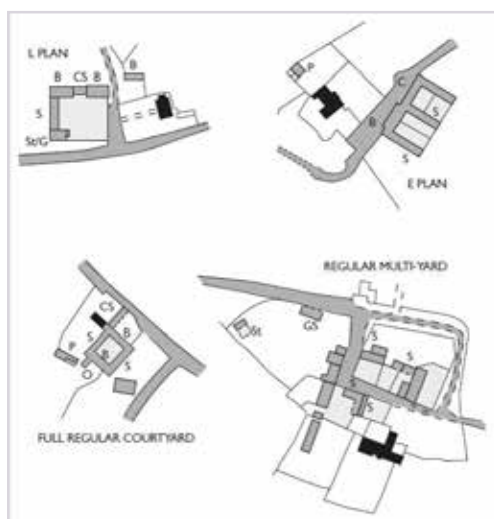 L PLAN
B CS B
B
S
St/G
P
C
B
S
S
E PLAN
CS
S B
P B
O S
FULL REGULAR COURTYARD
REGULAR MULTI-YARD
GS
St
S
S
S
S